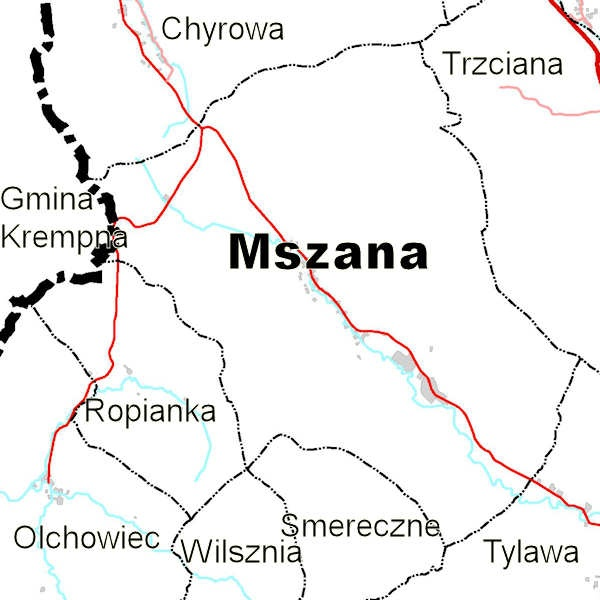 Chyrowa
Trzciana
Gmina
Krempna
Mszana
Ropianka
Smereczne
Olchowiec
Wilsznia
Tylawa